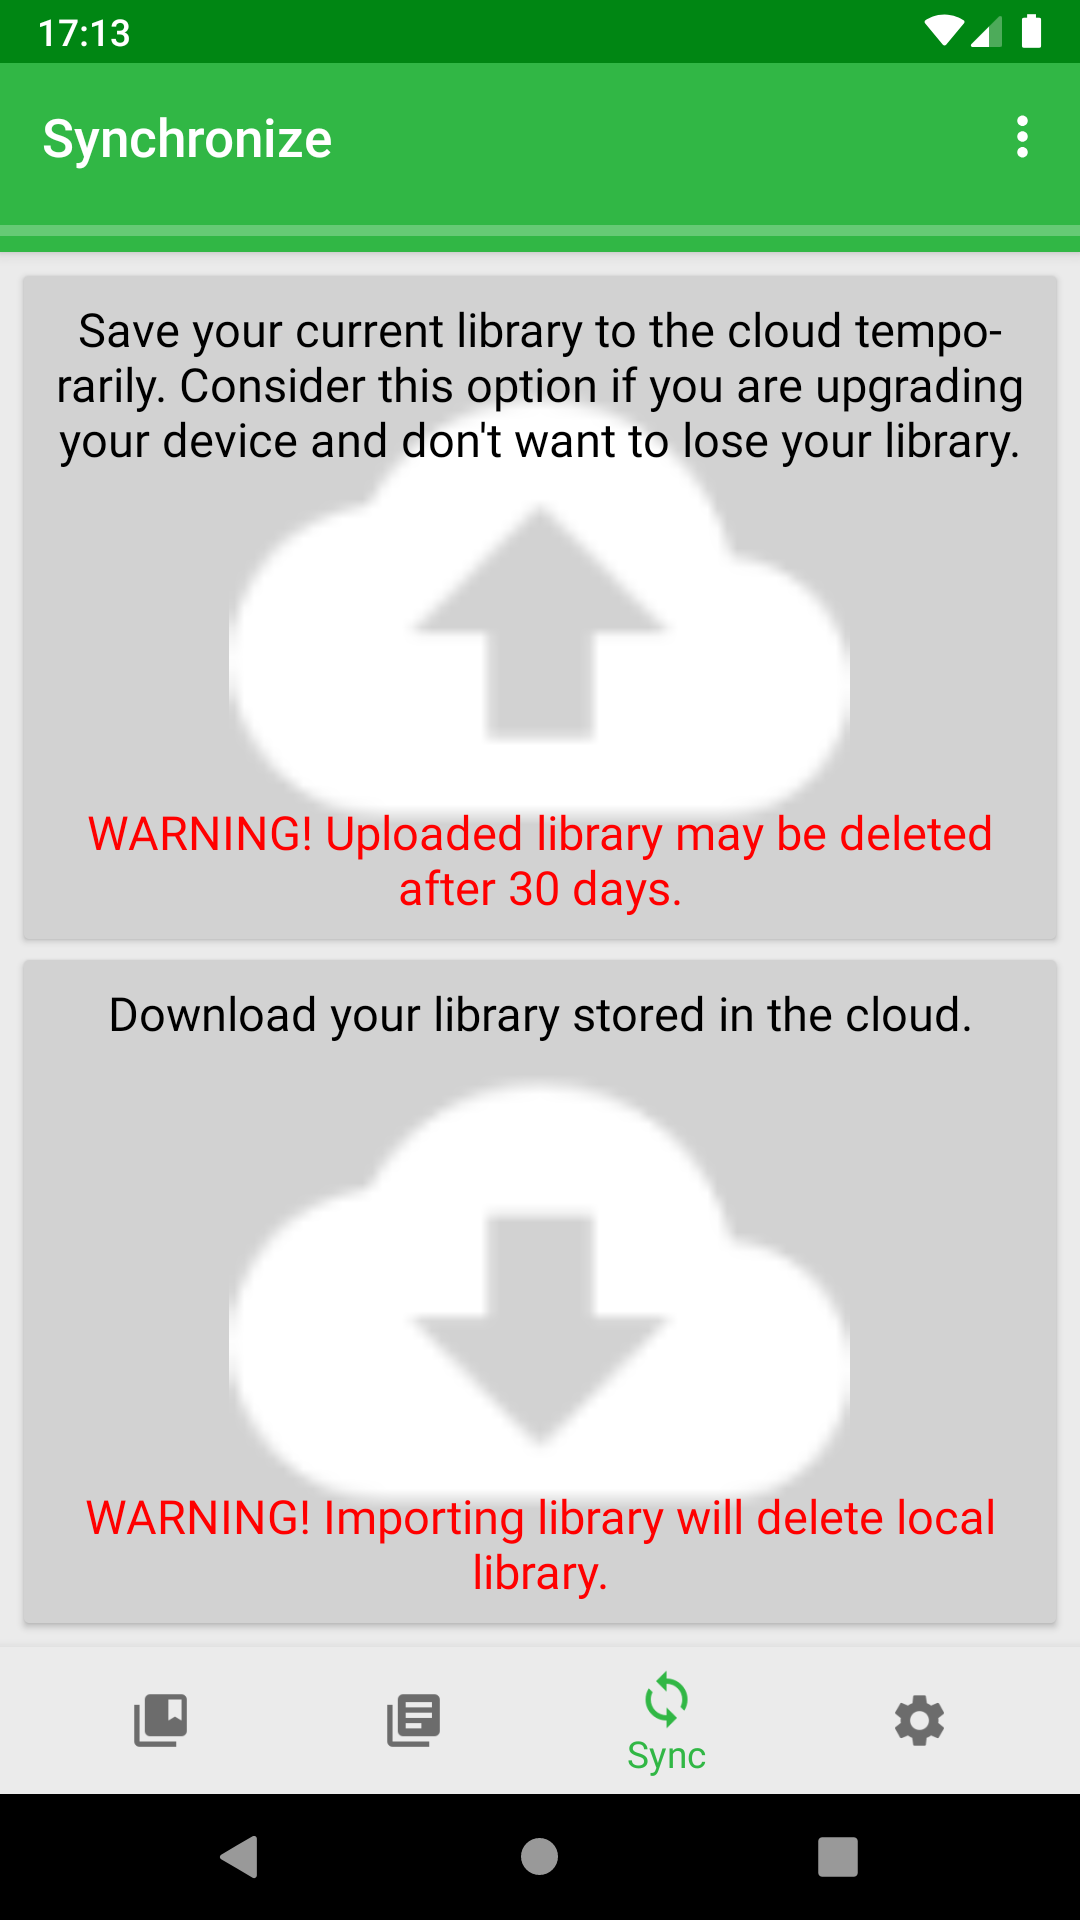 17:13
Synchronize
Save your current library to the cloud tempo-
rarily. Consider this option if you are upgrading
your device and don't want to lose your library.
WARNING! Uploaded library may be deleted
after 30 days.
Download your library stored in the cloud.
WARNING! Importing library will delete local
library.
Sync